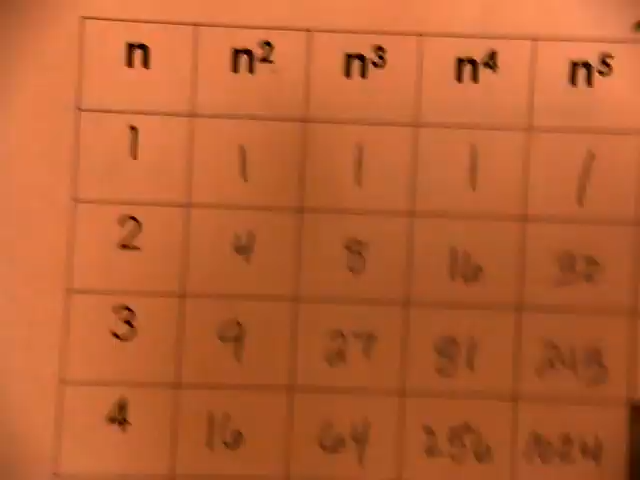 n n² n³ n⁴ n⁵
1 1 1 1 1
2 4 8 16 32
3 9 27 81 243
4 16 64 256 1024